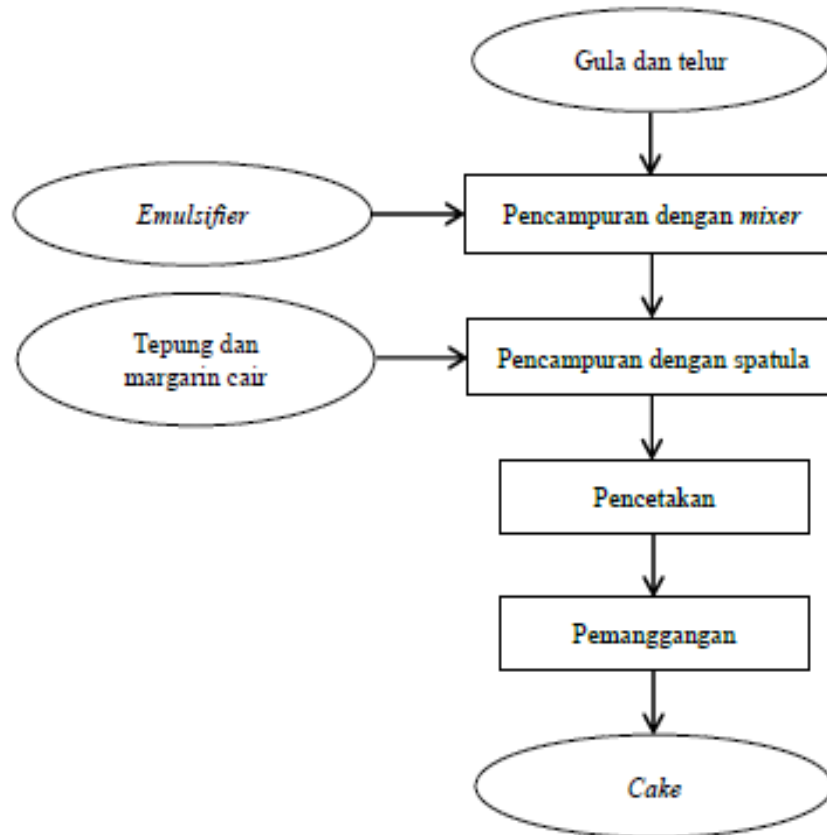 Gula dan telur
Emulsifier
Pencampuran dengan mixer
Tepung dan
margarin cair
Pencampuran dengan spatula
Pencetakan
Pemanggangan
Cake